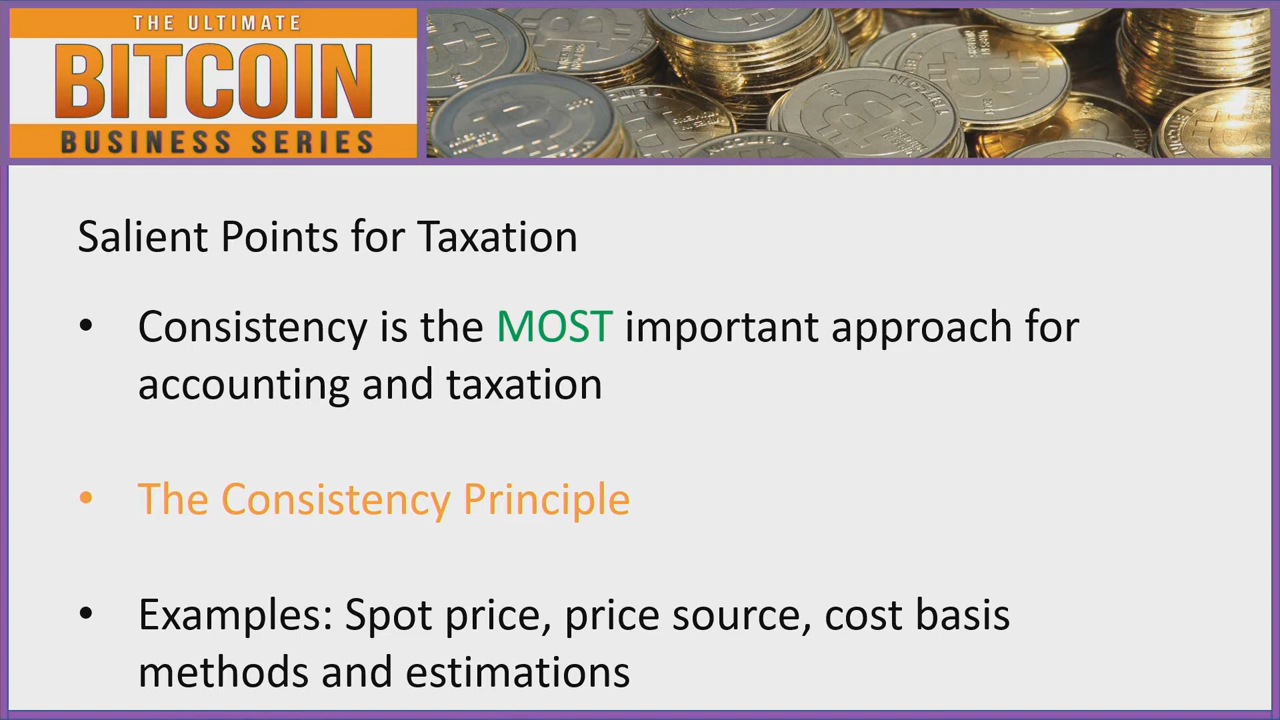 THE ULTIMATE
BITCOIN
BUSINESS SERIES
Salient Points for Taxation
• Consistency is the MOST important approach for
accounting and taxation
• The Consistency Principle
• Examples: Spot price, price source, cost basis
methods and estimations